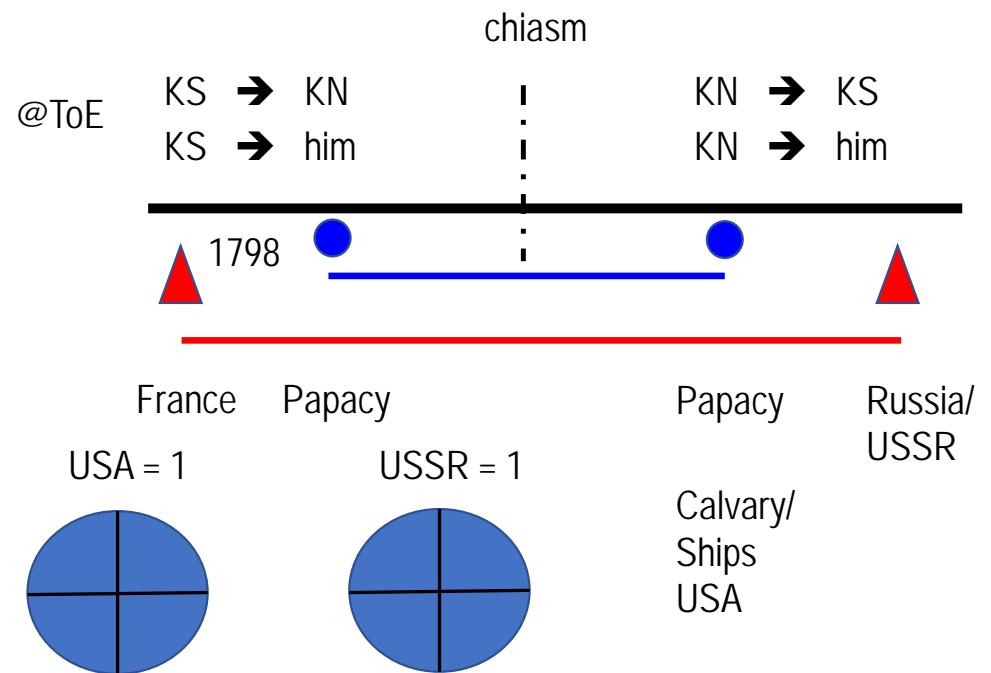 chiasm
@ToE
KS ➔ KN
KN ➔ KS
KS ➔ him
KN ➔ him
1798
France
Papacy
Papacy
Russia/
USSR
USA = 1
USSR = 1
Calvary/
Ships
USA